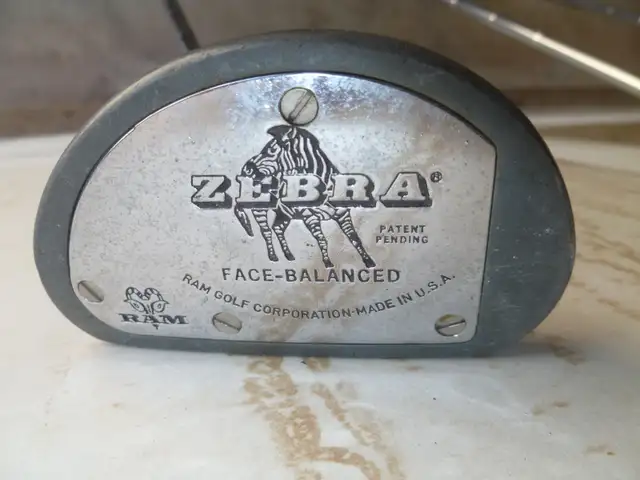 ZEBRA®
PATENT
PENDING
FACE-BALANCED
RAM GOLF CORPORATION·MADE IN U.S.A.
RAM